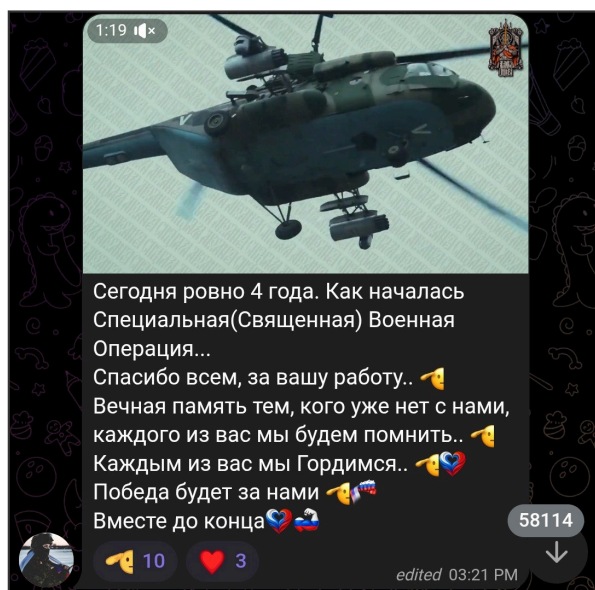 1:19
Сегодня ровно 4 года. Как началась
Специальная(Священная) Военная
Операция...
Спасибо всем, за вашу работу.. 🫡
Вечная память тем, кого уже нет с нами,
каждого из вас мы будем помнить.. 🫡
Каждым из вас мы Гордимся.. 🫡
Победа будет за нами 🫡
Вместе до конца
58114
🫡 10 ❤️ 3
edited 03:21 PM